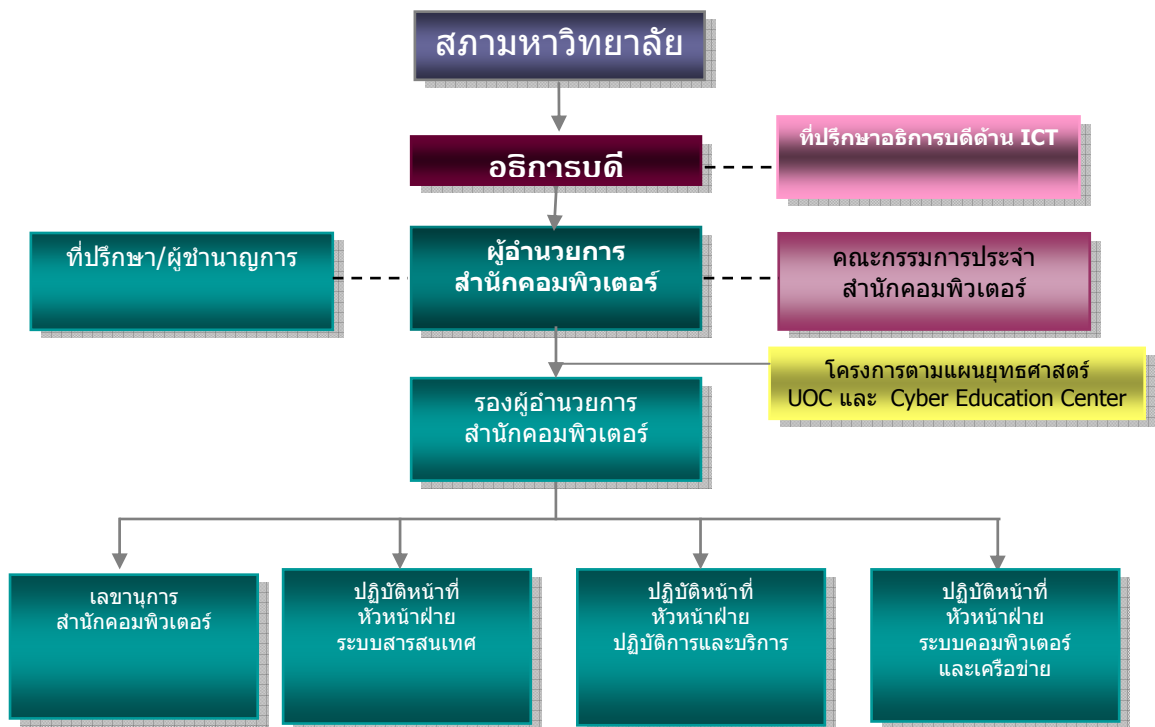 สภามหาวิทยาลัย
อธิการบดี
ที่ปรึกษาอธิการบดีด้าน ICT
ที่ปรึกษา/ผู้ชำนาญการ
ผู้อำนวยการ
สำนักคอมพิวเตอร์
คณะกรรมการประจำ
สำนักคอมพิวเตอร์
โครงการตามแผนยุทธศาสตร์
UOC และ Cyber Education Center
รองผู้อำนวยการ
สำนักคอมพิวเตอร์
เลขานุการ
สำนักคอมพิวเตอร์
ปฏิบัติหน้าที่
หัวหน้าฝ่าย
ระบบสารสนเทศ
ปฏิบัติหน้าที่
หัวหน้าฝ่าย
ปฏิบัติการและบริการ
ปฏิบัติหน้าที่
หัวหน้าฝ่าย
ระบบคอมพิวเตอร์
และเครือข่าย